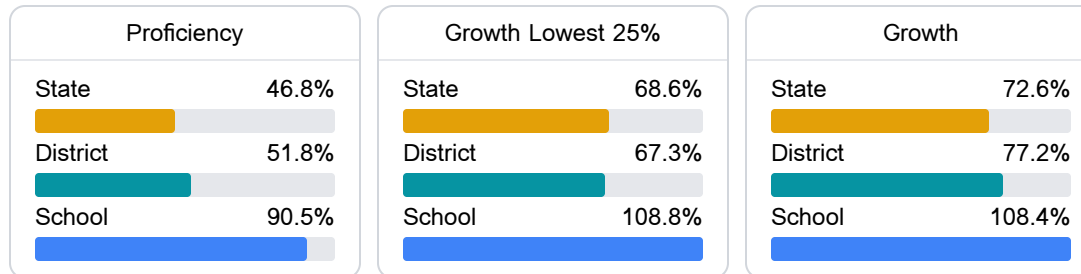 Proficiency
State 46.8%
District 51.8%
School 90.5%
Growth Lowest 25%
State 68.6%
District 67.3%
School 108.8%
Growth
State 72.6%
District 77.2%
School 108.4%